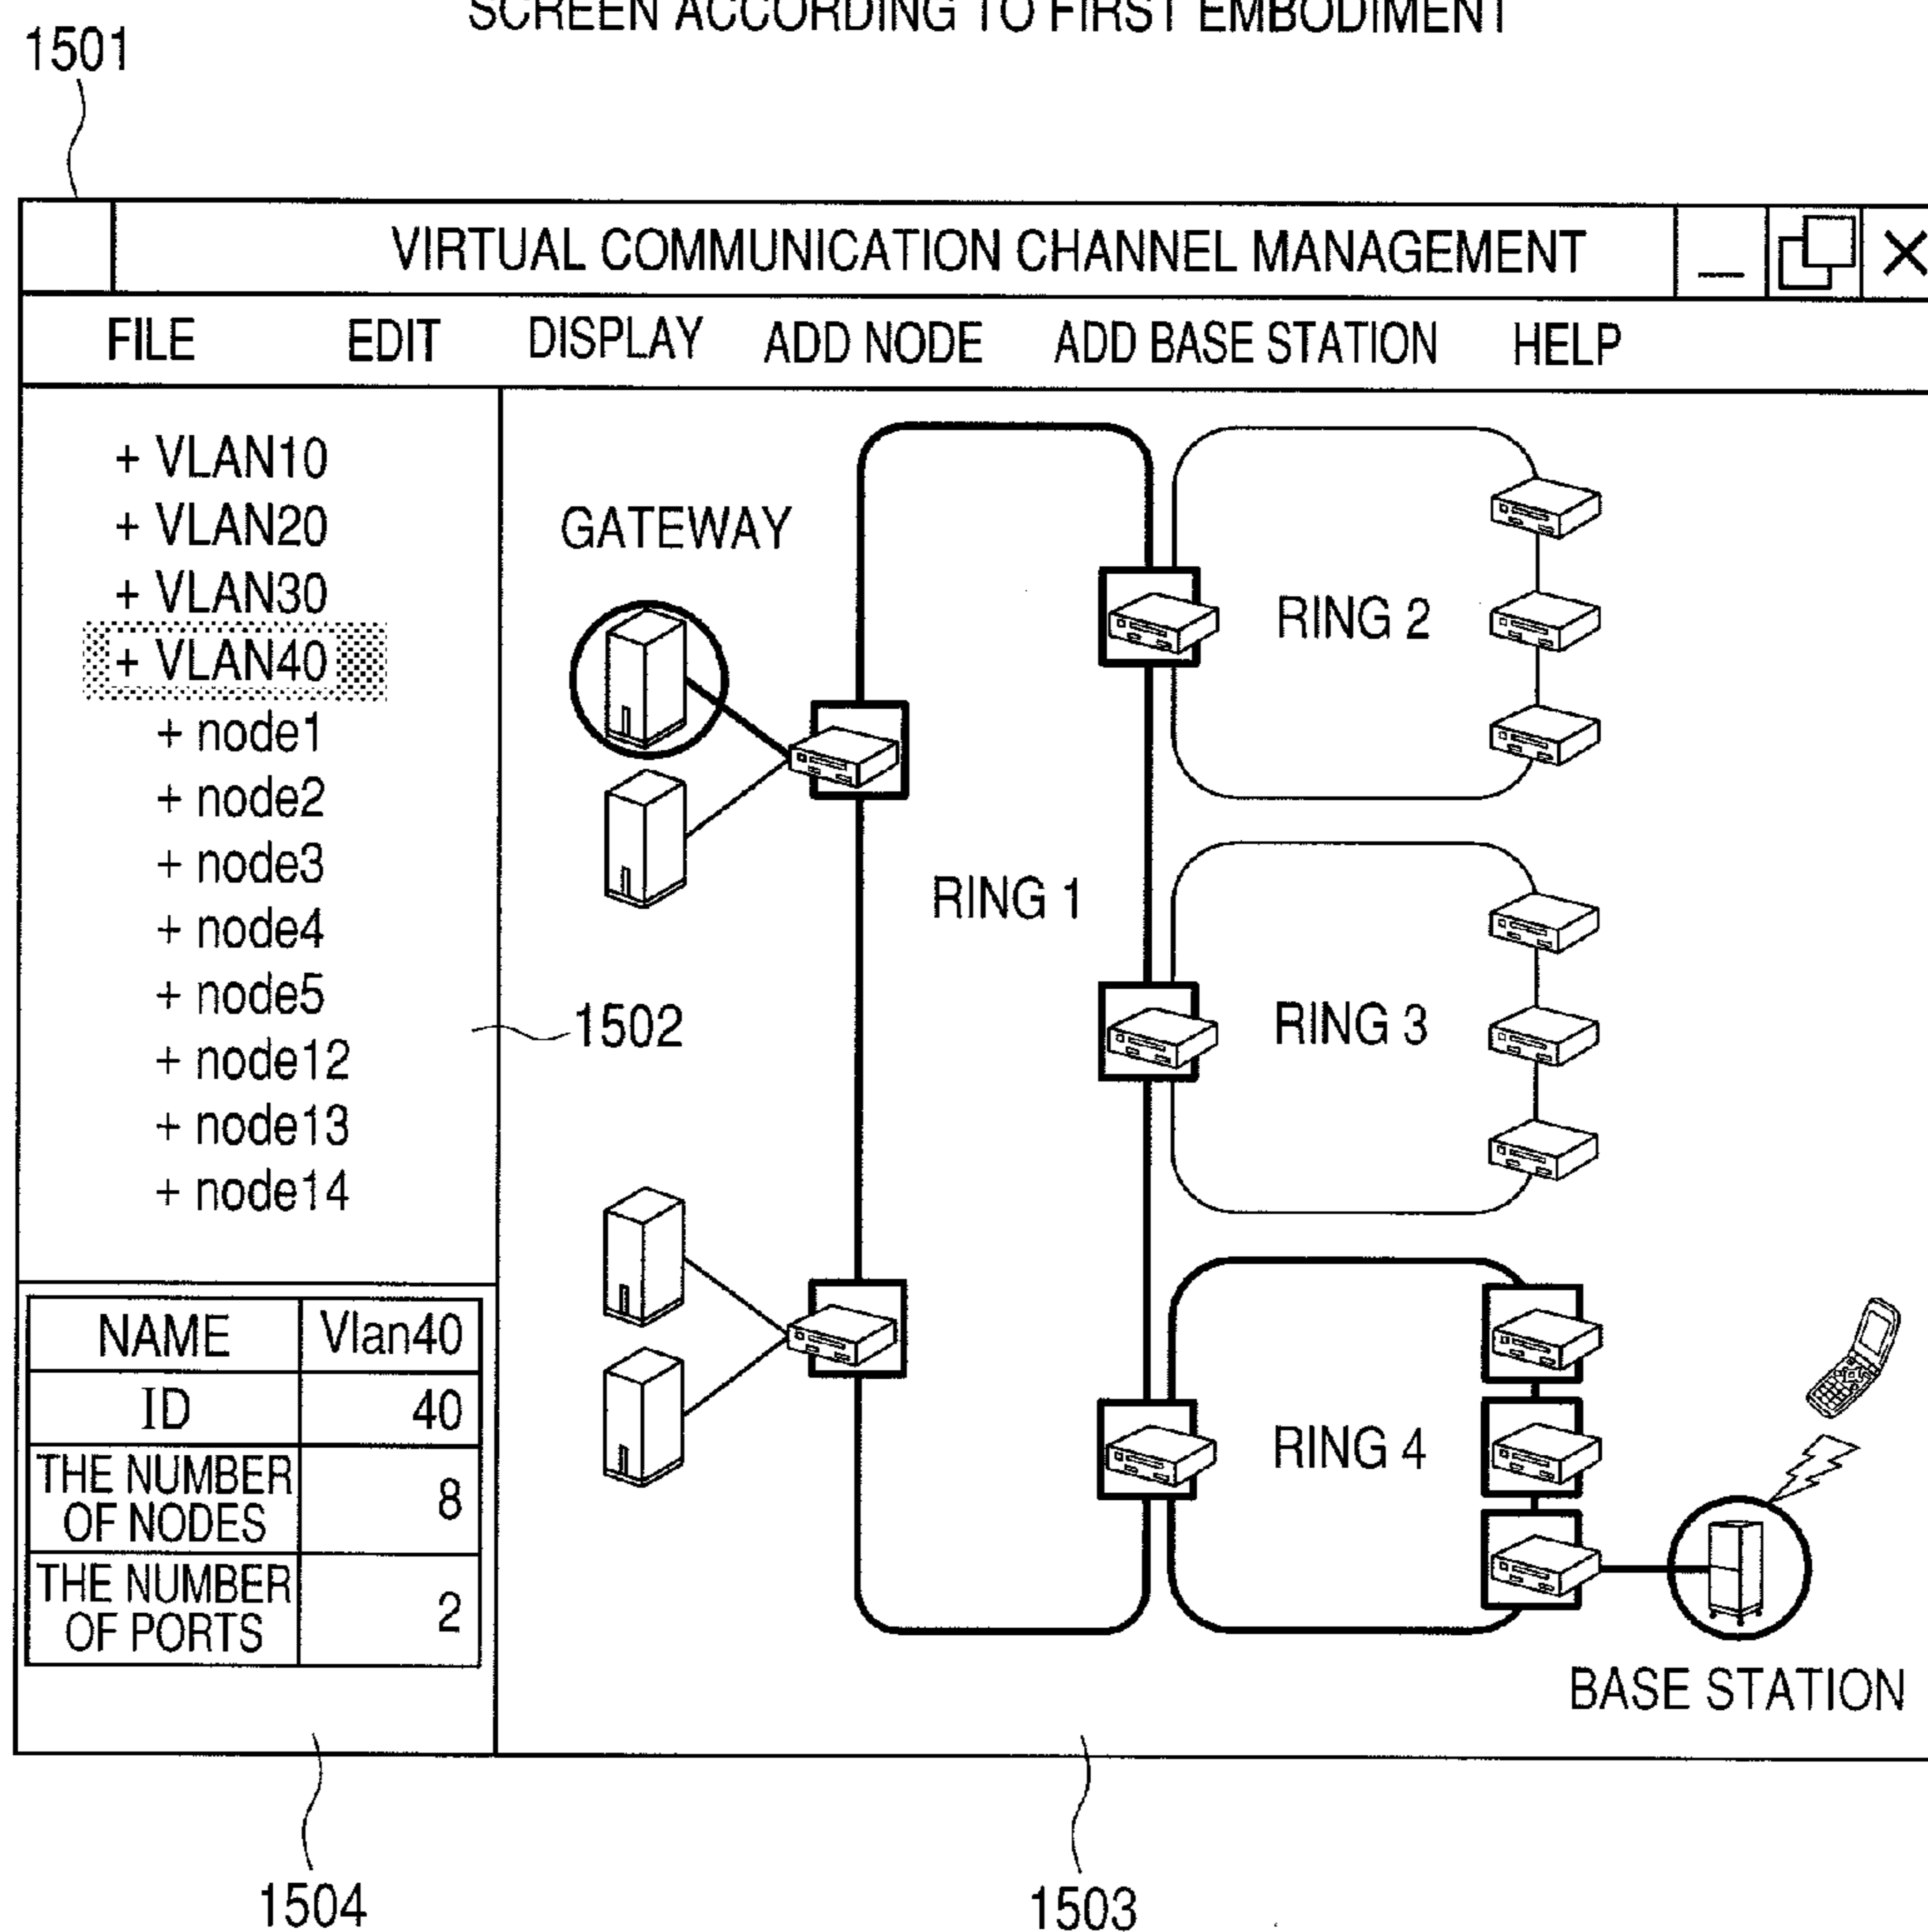 SCREEN ACCORDING TO FIRST EMBODIMENT
1501
VIRTUAL COMMUNICATION CHANNEL MANAGEMENT
FILE EDIT DISPLAY ADD NODE ADD BASE STATION HELP
+ VLAN10
+ VLAN20
+ VLAN30
+ VLAN40
+ node1
+ node2
+ node3
+ node4
+ node5
+ node12
+ node13
+ node14
1502
NAME Vlan40
ID 40
THE NUMBER
OF NODES 8
THE NUMBER
OF PORTS 2
GATEWAY
RING 1
RING 2
RING 3
RING 4
BASE STATION
1504
1503